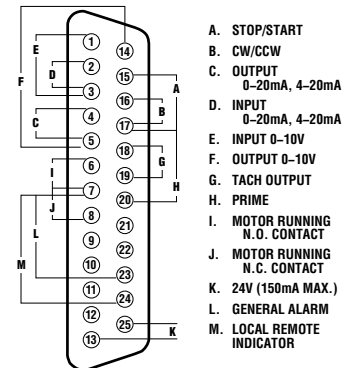 1
14
E
2
15
D
A
F
3
16
B
C
4
17
5
18
G
6
19
I
H
7
20
J
8
21
9
L
22
10
M
23
11
24
12
25
K
13
A. STOP/START
B. CW/CCW
C. OUTPUT
0–20mA, 4–20mA
D. INPUT
0–20mA, 4–20mA
E. INPUT 0–10V
F. OUTPUT 0–10V
G. TACH OUTPUT
H. PRIME
I. MOTOR RUNNING
N.O. CONTACT
J. MOTOR RUNNING
N.C. CONTACT
K. 24V (150mA MAX.)
L. GENERAL ALARM
M. LOCAL REMOTE
INDICATOR